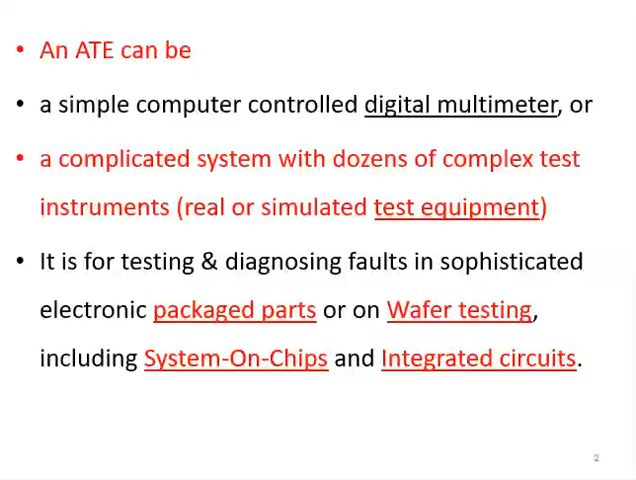 • An ATE can be
• a simple computer controlled digital multimeter, or
• a complicated system with dozens of complex test
instruments (real or simulated test equipment)
• It is for testing & diagnosing faults in sophisticated
electronic packaged parts or on Wafer testing,
including System-On-Chips and Integrated circuits.
2